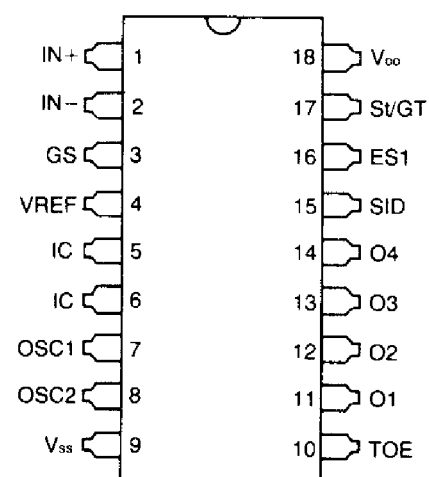 IN+ 1 18 Voo
IN− 2 17 St/GT
GS 3 16 ES1
VREF 4 15 SID
IC 5 14 O4
IC 6 13 O3
OSC1 7 12 O2
OSC2 8 11 O1
Vss 9 10 TOE